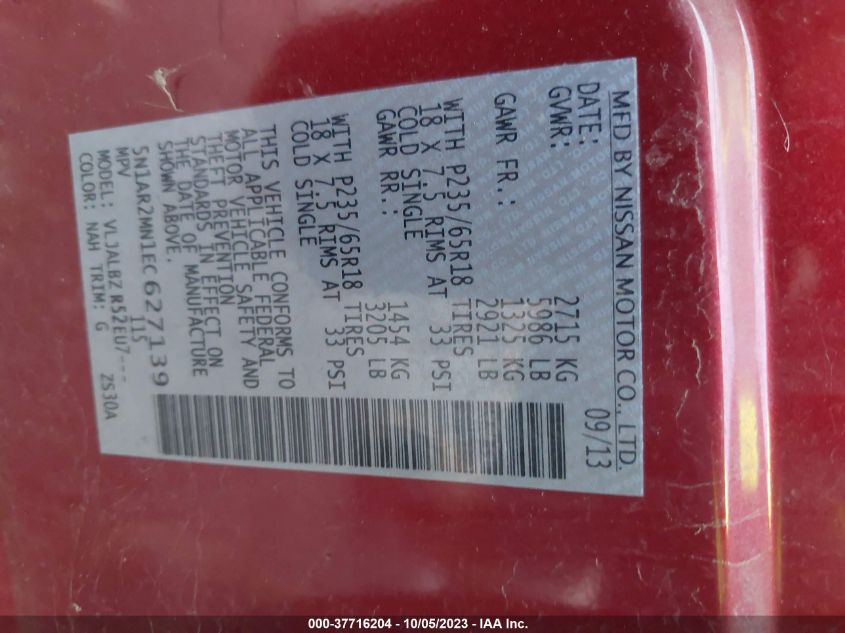 MFD BY NISSAN MOTOR CO., LTD.
DATE: 09/13
GVWR: 2715 KG
5986 LB
GAWR FR.: 1325 KG
2921 LB
WITH P235/65R18 TIRES
18 X 7.5 RIMS AT 33 PSI
COLD SINGLE
GAWR RR.: 1454 KG
3205 LB
WITH P235/65R18 TIRES
18 X 7.5 RIMS AT 33 PSI
COLD SINGLE
THIS VEHICLE CONFORMS TO
ALL APPLICABLE FEDERAL
MOTOR VEHICLE SAFETY AND
THEFT PREVENTION
STANDARDS IN EFFECT ON
THE DATE OF MANUFACTURE
SHOWN ABOVE.
5N1AR2MN1EC627139
MPV 115
MODEL: VLJALBZ R52EU7---
COLOR: NAH TRIM: G ZS30A
000-37716204 - 10/05/2023 - IAA Inc.